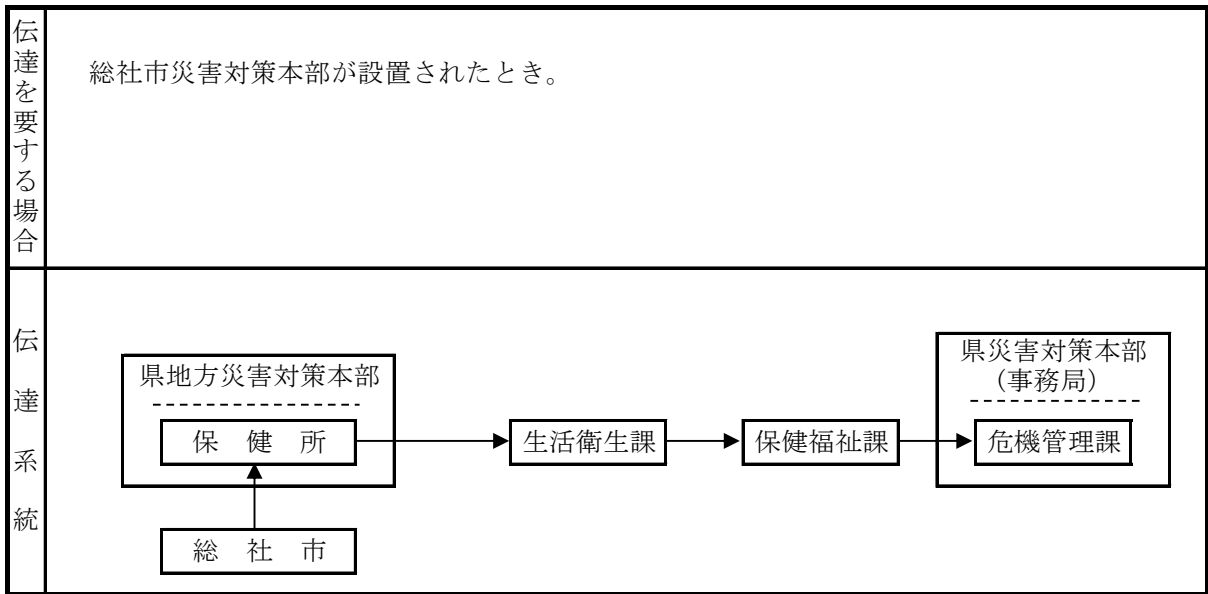 伝達を要する場合
総社市災害対策本部が設置されたとき。
伝達系統
県地方災害対策本部
保健所
総社市
生活衛生課
保健福祉課
県災害対策本部
（事務局）
危機管理課